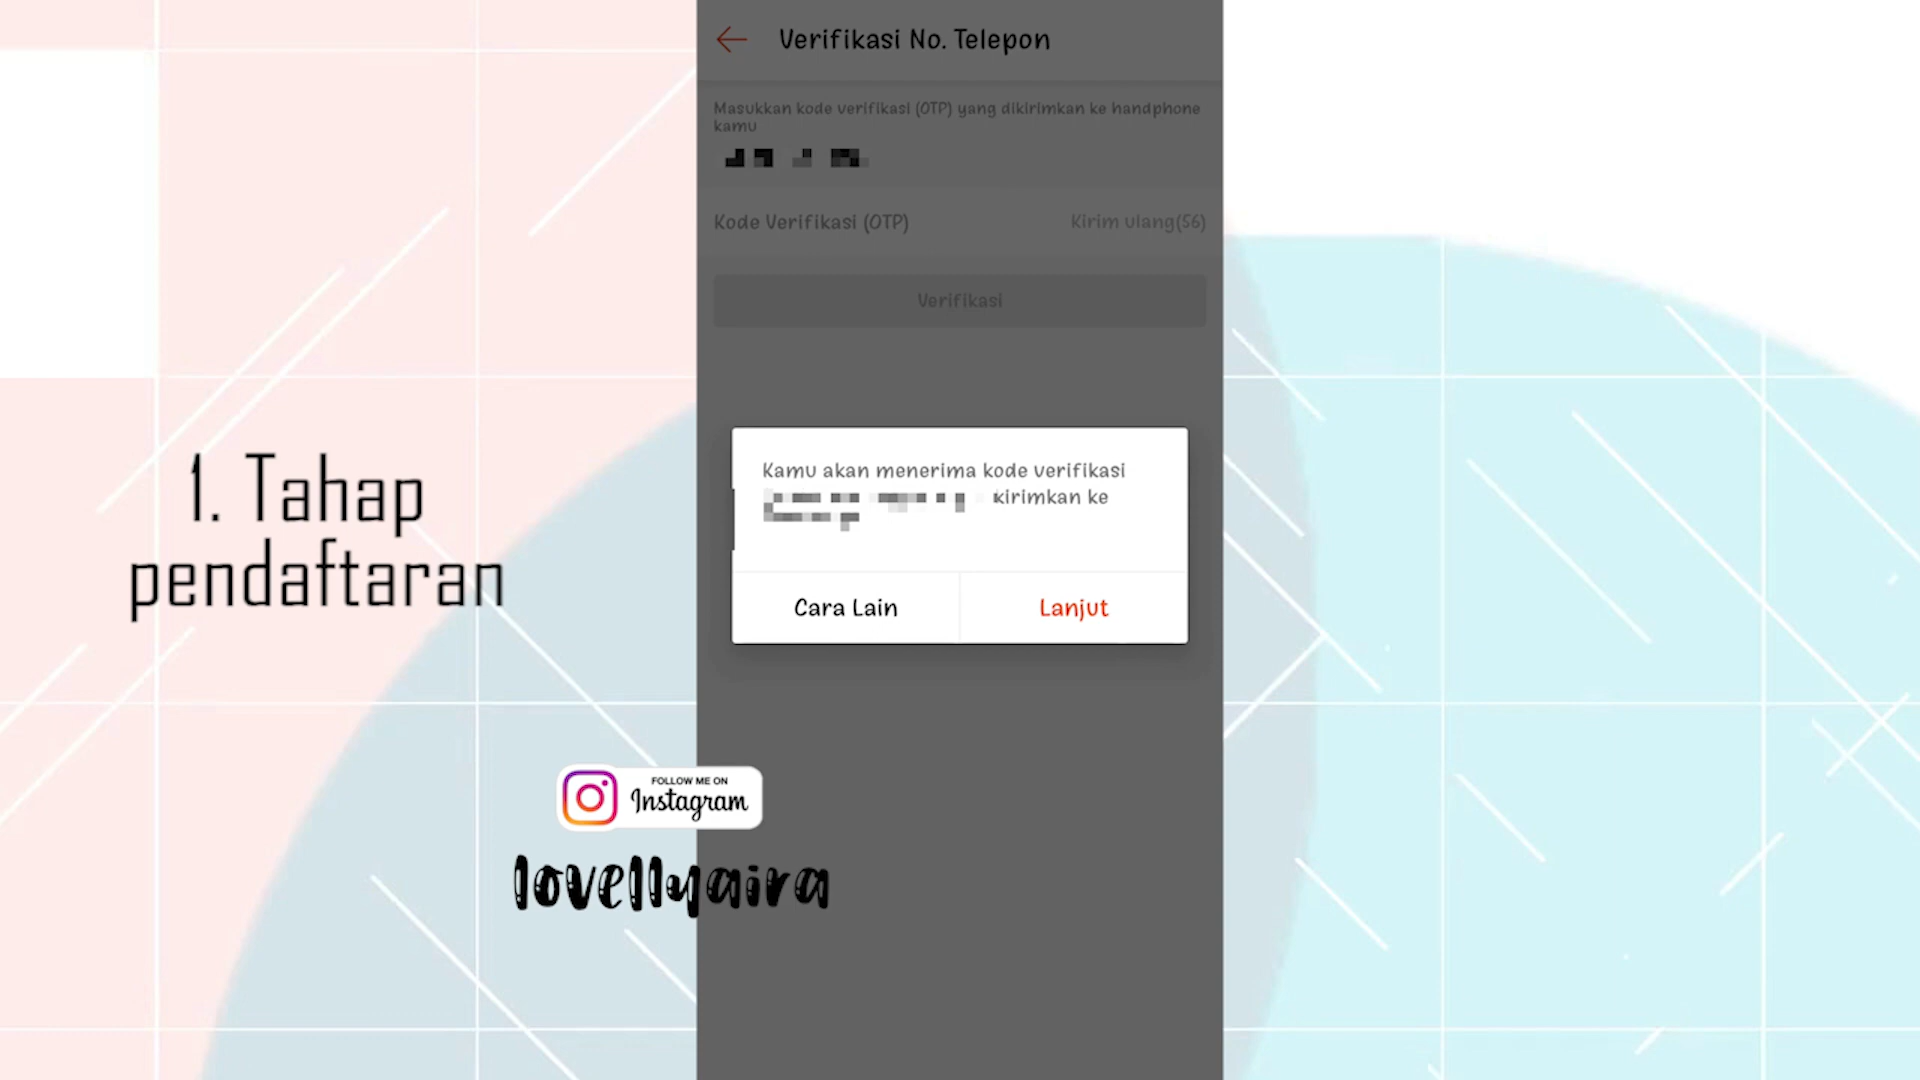 Verifikasi No. Telepon
Masukkan kode verifikasi (OTP) yang dikirimkan ke handphone
kamu
Kode Verifikasi (OTP)
Kirim ulang(56)
Verifikasi
Kamu akan menerima kode verifikasi
kirimkan ke
Cara Lain
Lanjut
1. Tahap
pendaftaran
FOLLOW ME ON
Instagram
lovellyaira